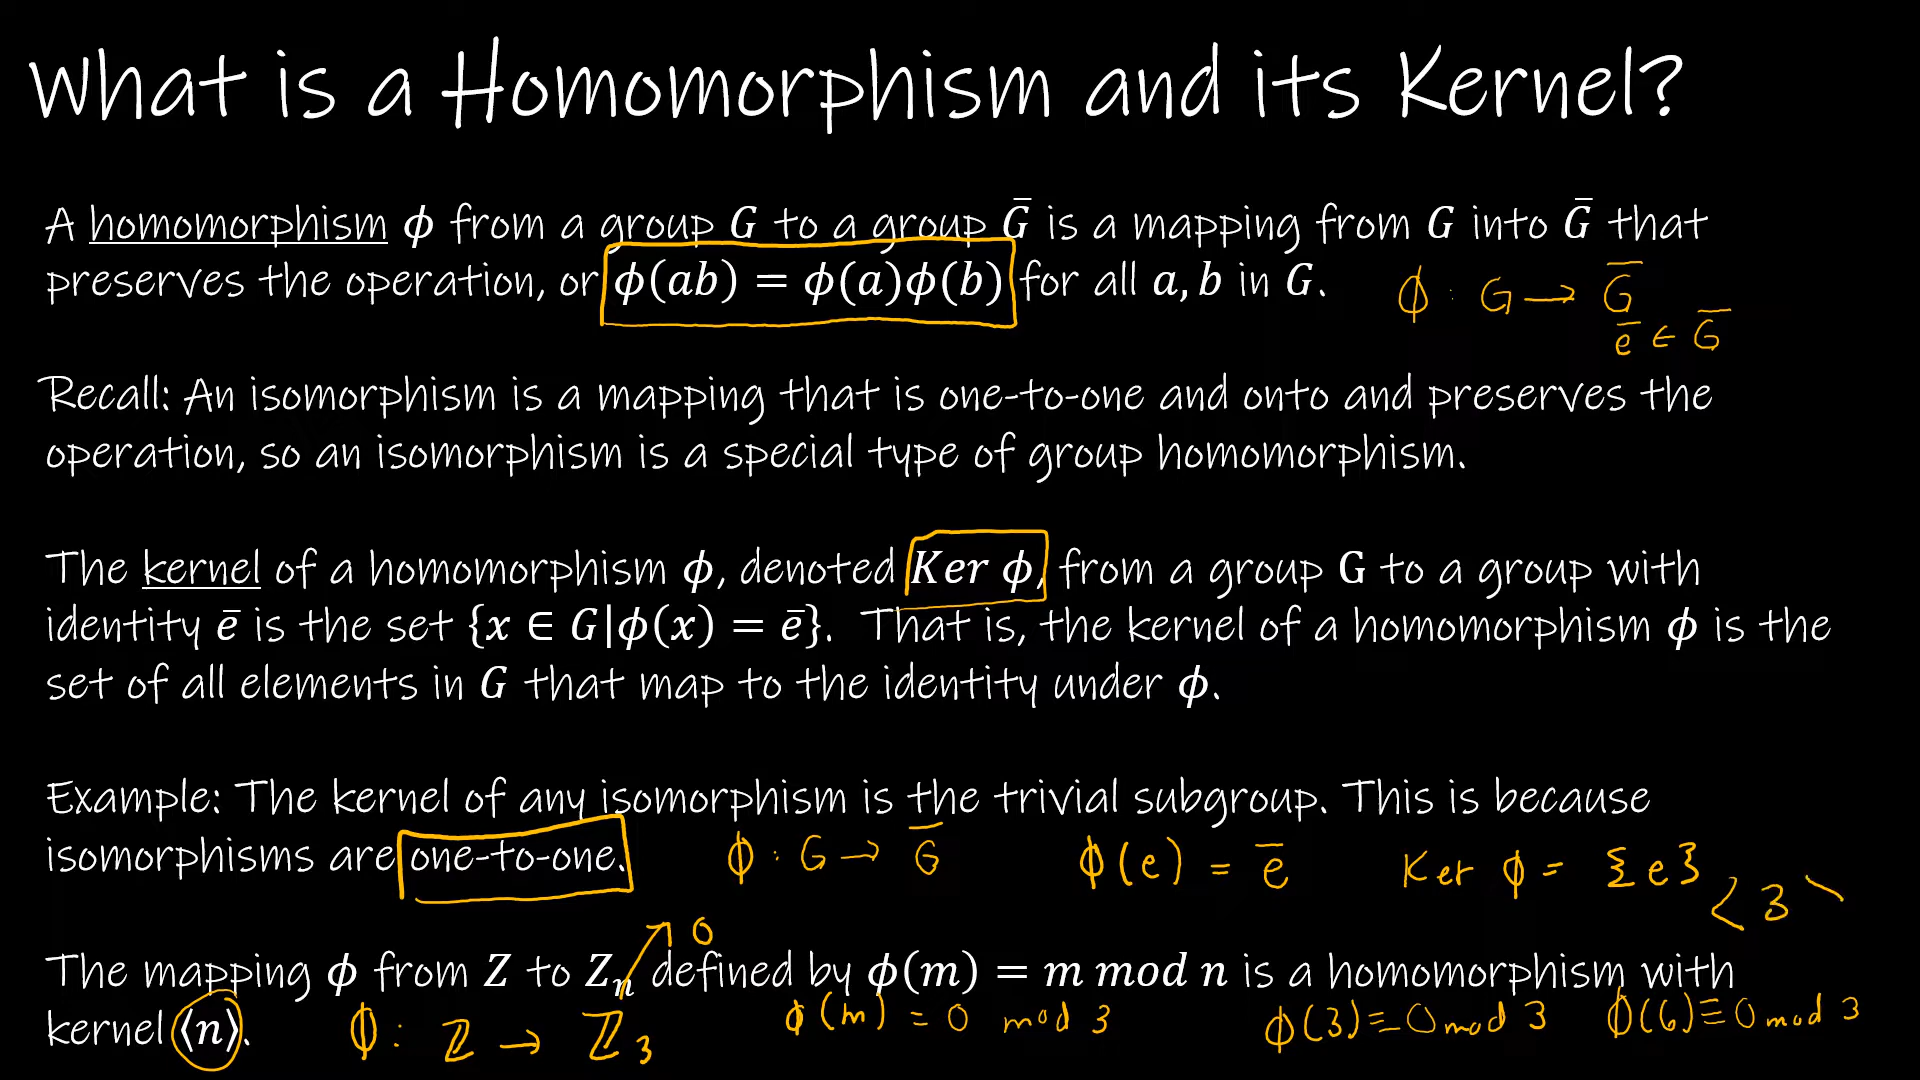 What is a Homomorphism and its Kernel?
A homomorphism ϕ from a group G to a group G̅ is a mapping from G into G̅ that
preserves the operation, or ϕ(ab) = ϕ(a)ϕ(b) for all a, b in G.
ϕ : G → G̅
e̅ ∈ G̅
Recall: An isomorphism is a mapping that is one-to-one and onto and preserves the
operation, so an isomorphism is a special type of group homomorphism.
The kernel of a homomorphism ϕ, denoted Ker ϕ, from a group G to a group with
identity e̅ is the set {x ∈ G|ϕ(x) = e̅}. That is, the kernel of a homomorphism ϕ is the
set of all elements in G that map to the identity under ϕ.
Example: The kernel of any isomorphism is the trivial subgroup. This is because
isomorphisms are one-to-one.
ϕ : G → G̅ ϕ(e) = e̅ Ker ϕ = {e}
⟨3
0
The mapping ϕ from Z to Zₙ defined by ϕ(m) = m mod n is a homomorphism with
kernel ⟨n⟩.
ϕ : ℤ → ℤ₃ ϕ(m) = 0 mod 3 ϕ(3) ≡ 0 mod 3 ϕ(6) ≡ 0 mod 3